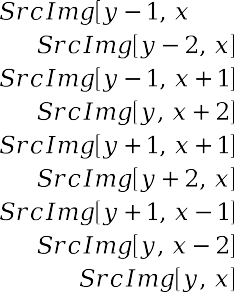 SrcImg[y − 1, x
SrcImg[y − 2, x]
SrcImg[y − 1, x + 1]
SrcImg[y, x + 2]
SrcImg[y + 1, x + 1]
SrcImg[y + 2, x]
SrcImg[y + 1, x − 1]
SrcImg[y, x − 2]
SrcImg[y, x]